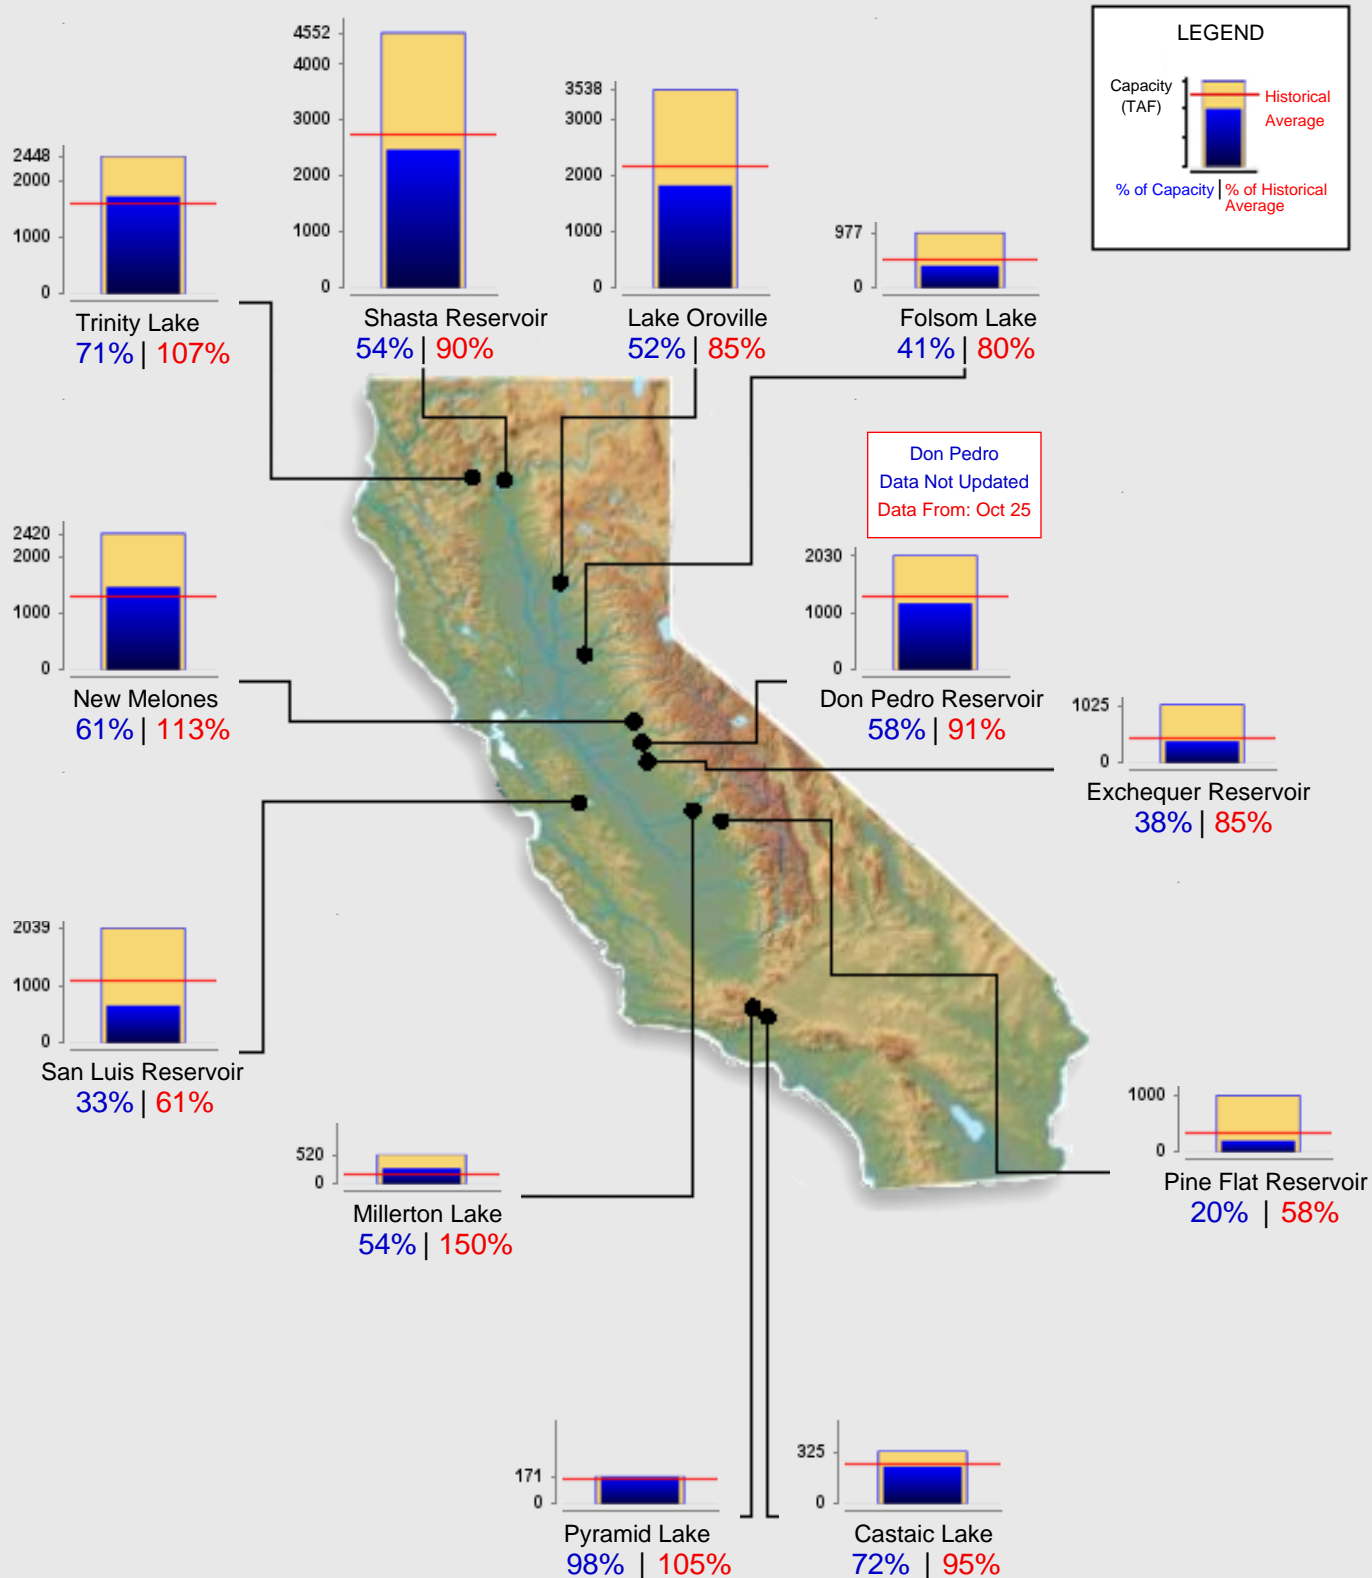 LEGEND
Capacity
(TAF)
Historical
Average
% of Capacity | % of Historical
Average
4552
4000
3000
2000
1000
0
Shasta Reservoir
54% | 90%
3538
3000
2000
1000
0
Lake Oroville
52% | 85%
2448
2000
1000
0
Trinity Lake
71% | 107%
977
0
Folsom Lake
41% | 80%
Don Pedro
Data Not Updated
Data From: Oct 25
2420
2000
1000
0
New Melones
61% | 113%
2030
1000
0
Don Pedro Reservoir
58% | 91%
1025
0
Exchequer Reservoir
38% | 85%
2039
1000
0
San Luis Reservoir
33% | 61%
520
0
Millerton Lake
54% | 150%
1000
0
Pine Flat Reservoir
20% | 58%
171
0
Pyramid Lake
98% | 105%
325
0
Castaic Lake
72% | 95%